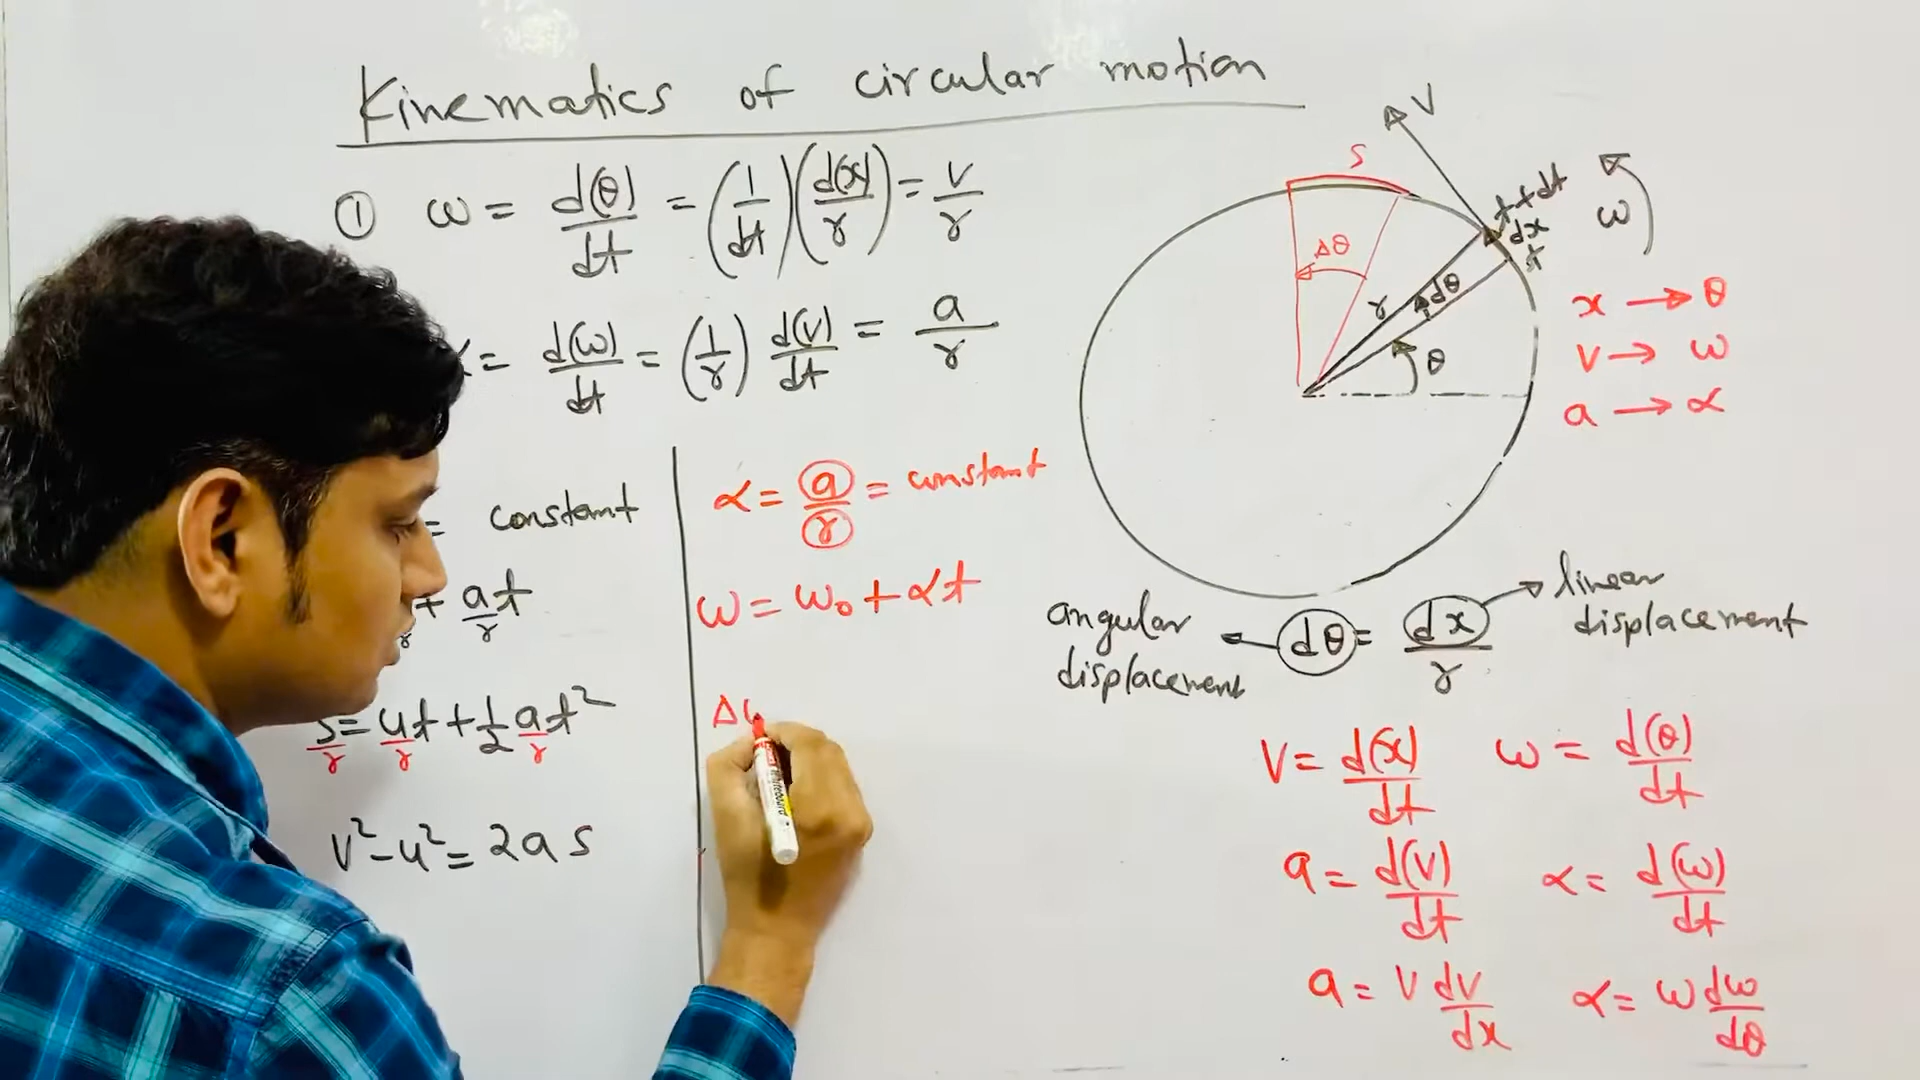 Kinematics of circular motion
① ω = d(θ)/dt = (1/dt)(d(x)/r) = v/r
α = d(ω)/dt = (1/r) d(v)/dt = a/r
= constant
+ at/r
s/r = ut/r + 1/2 at²/r
v² - u² = 2as
α = a/r = constant
ω = ω₀ + αt
Δ
V
s
t+dt
dx
t
ω
Δθ
r
dθ
θ
x → θ
v → ω
a → α
angular displacement ← dθ = dx/r → linear displacement
V = d(x)/dt ω = d(θ)/dt
a = d(v)/dt α = d(ω)/dt
a = v dv/dx α = ω dω/dθ
Whiteboard